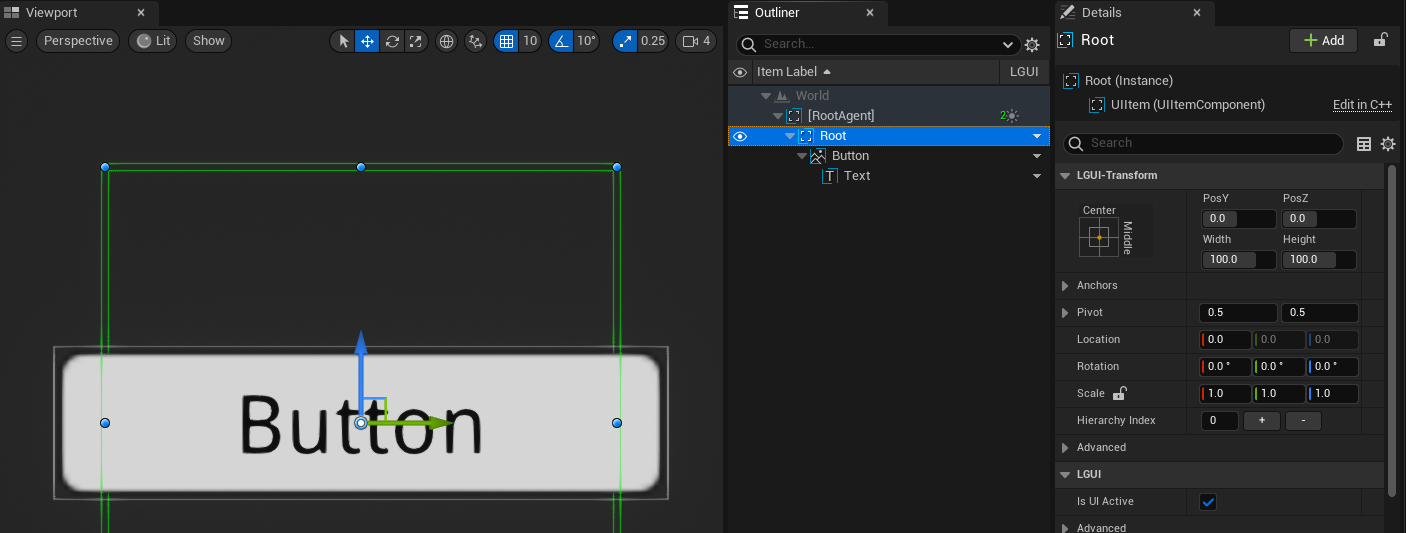 Viewport
Perspective Lit Show 10 10° 0.25 4
Button
Outliner
Search...
Item Label LGUI
World
[RootAgent] 2
Root
Button
Text
Details
Root Add
Root (Instance)
UIItem (UIItemComponent) Edit in C++
Search
LGUI-Transform
PosY PosZ
Center
0.0 0.0
Middle
Width Height
100.0 100.0
Anchors
Pivot 0.5 0.5
Location 0.0 0.0 0.0
Rotation 0.0 ° 0.0 ° 0.0 °
Scale 1.0 1.0 1.0
Hierarchy Index 0 + -
Advanced
LGUI
Is UI Active
Advanced